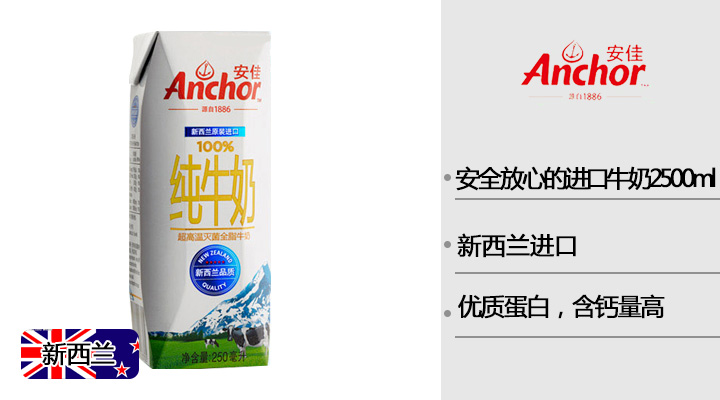 安佳
Anchor
源自1886
新西兰原装进口
100%
纯牛奶
超高温灭菌全脂牛奶
NEW ZEALAND
新西兰品质
QUALITY
净含量:250毫升
新西兰
安佳
Anchor
源自1886
安全放心的进口牛奶2500ml
新西兰进口
优质蛋白，含钙量高